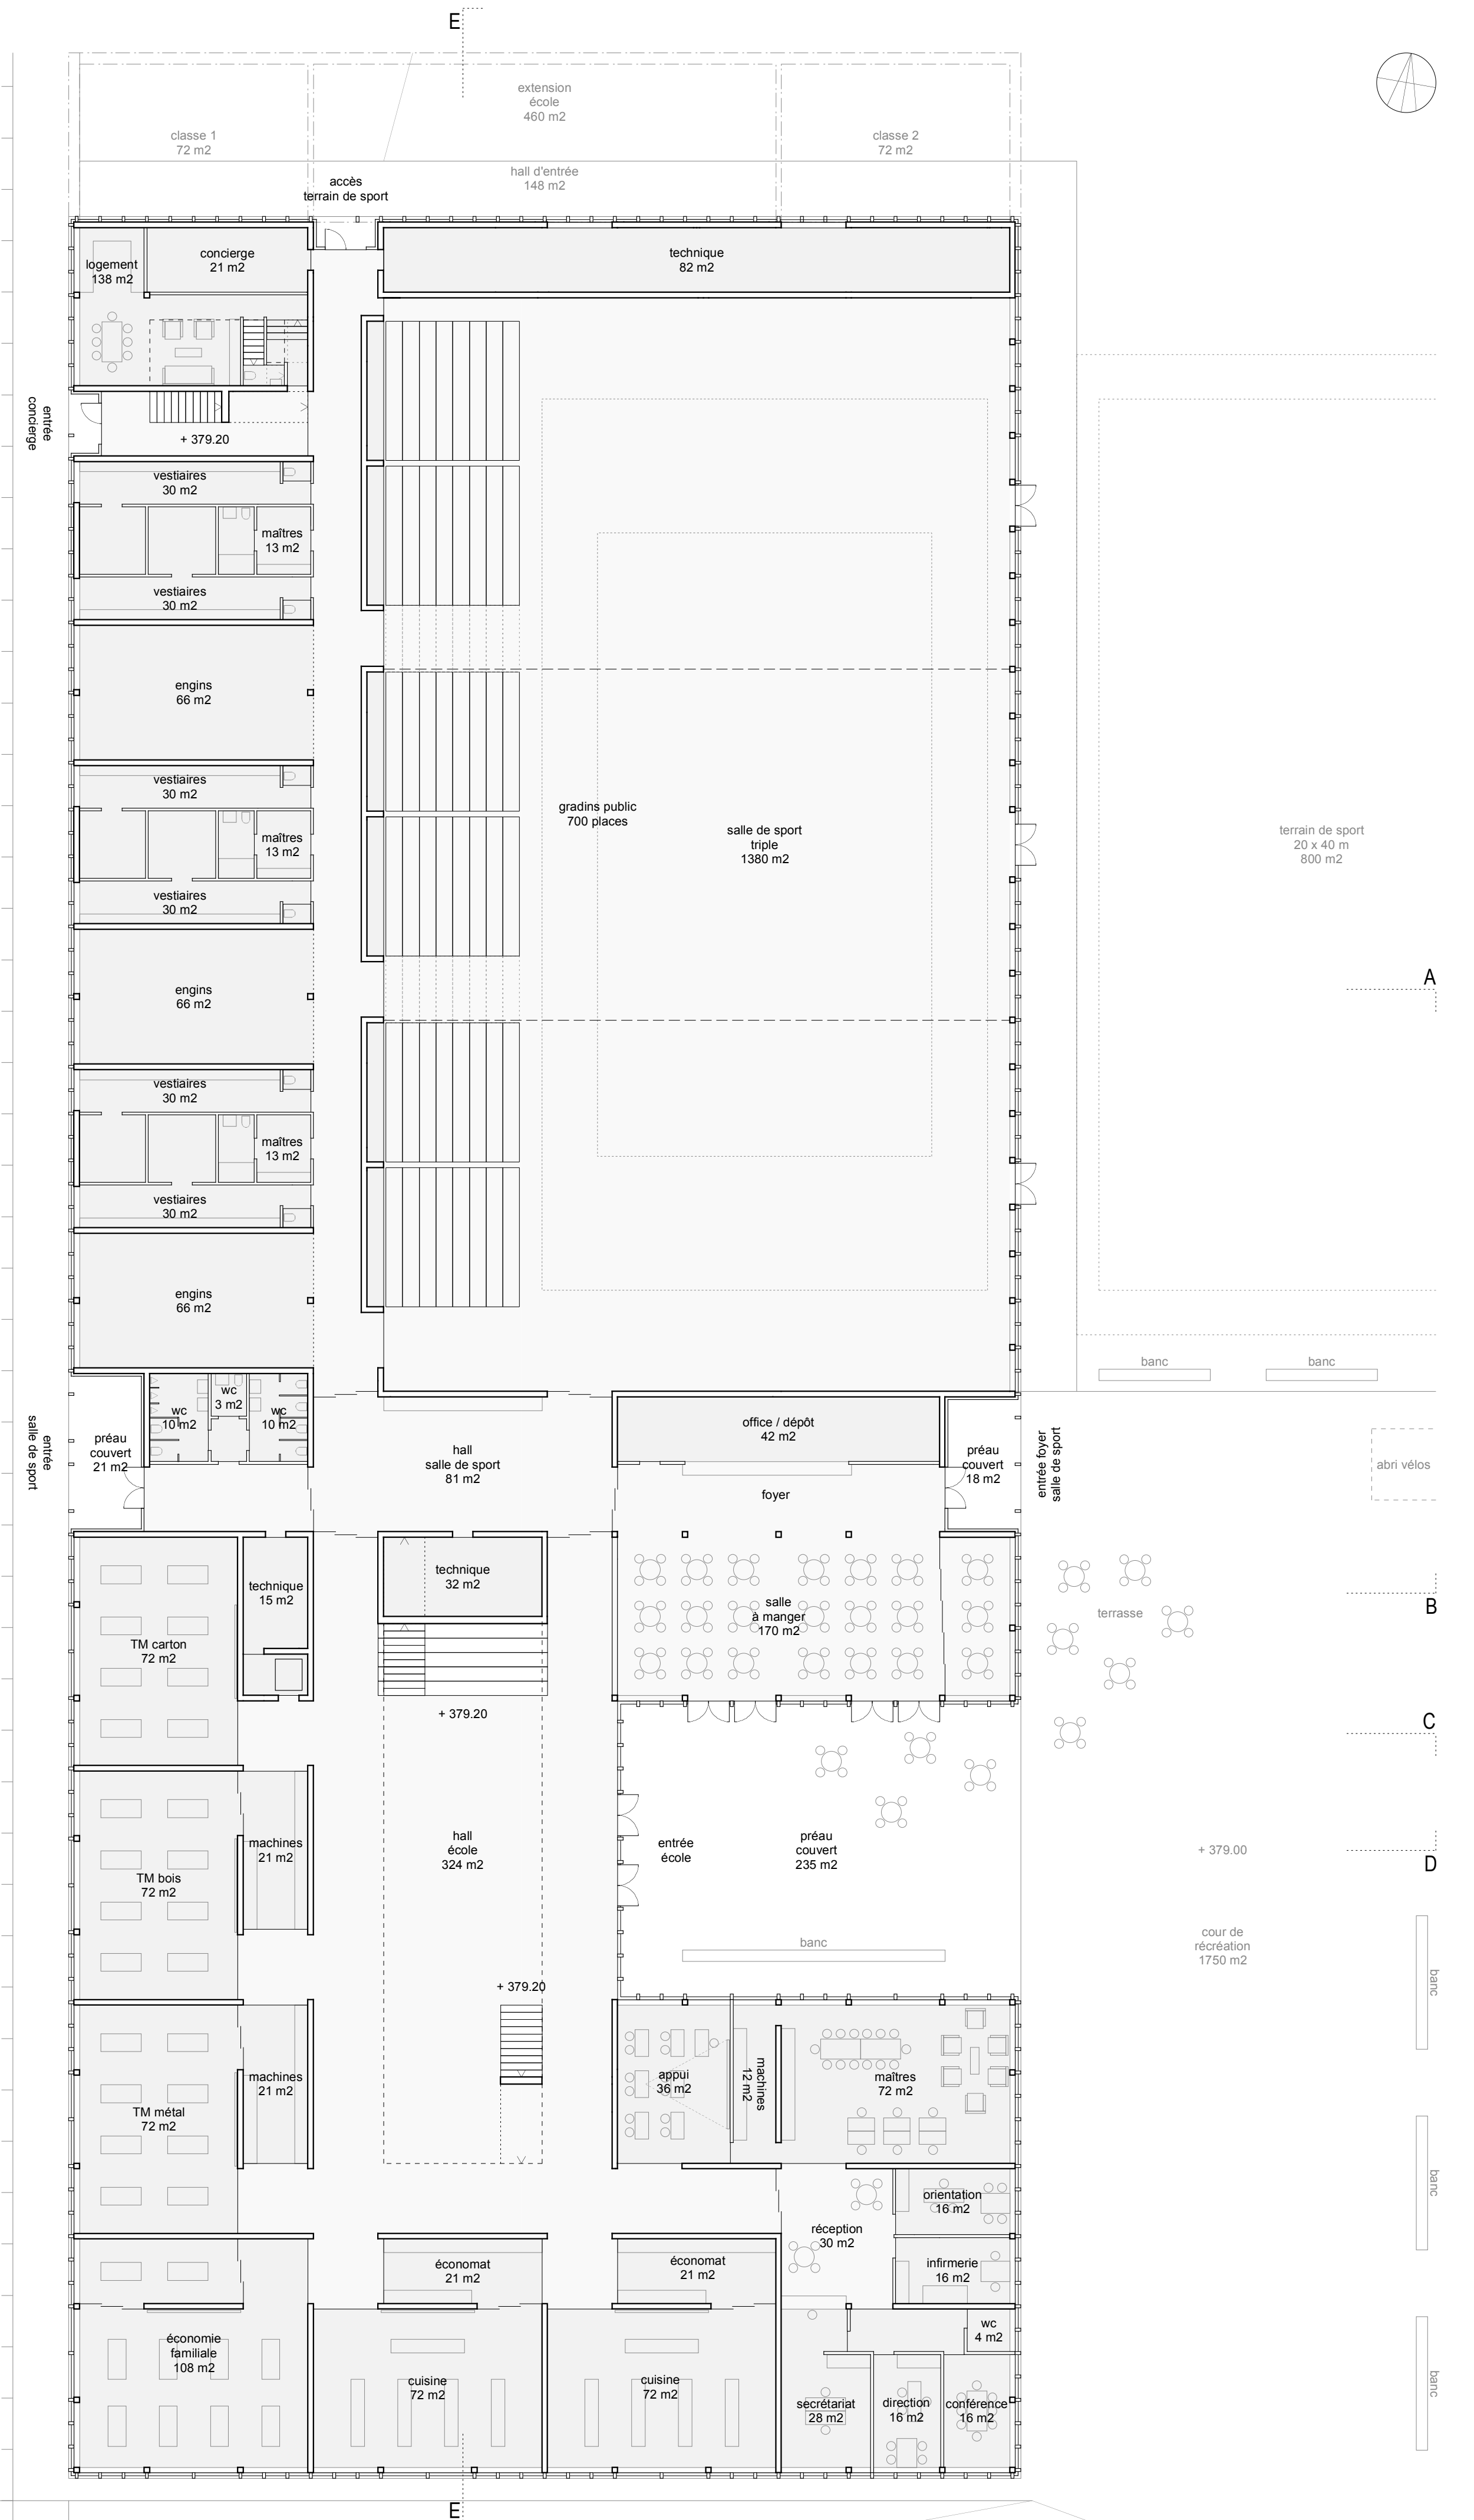 E
extension
école
460 m2
classe 1
72 m2
classe 2
72 m2
hall d'entrée
148 m2
accès
terrain de sport
logement
138 m2
concierge
21 m2
technique
82 m2
entrée
concierge
+ 379.20
vestiaires
30 m2
maîtres
13 m2
vestiaires
30 m2
engins
66 m2
vestiaires
30 m2
maîtres
13 m2
vestiaires
30 m2
gradins public
700 places
salle de sport
triple
1380 m2
terrain de sport
20 x 40 m
800 m2
A
engins
66 m2
vestiaires
30 m2
maîtres
13 m2
vestiaires
30 m2
engins
66 m2
banc
banc
wc
3 m2
wc
10 m2
wc
10 m2
entrée
salle de sport
préau
couvert
21 m2
hall
salle de sport
81 m2
office / dépôt
42 m2
foyer
préau
couvert
18 m2
entrée foyer
salle de sport
abri vélos
technique
15 m2
technique
32 m2
salle
à manger
170 m2
terrasse
B
TM carton
72 m2
+ 379.20
C
machines
21 m2
hall
école
324 m2
entrée
école
préau
couvert
235 m2
+ 379.00
D
TM bois
72 m2
banc
cour de
récréation
1750 m2
banc
+ 379.20
machines
21 m2
TM métal
72 m2
appui
36 m2
machines
12 m2
maîtres
72 m2
banc
orientation
16 m2
réception
30 m2
économat
21 m2
économat
21 m2
infirmerie
16 m2
wc
4 m2
économie
familiale
108 m2
cuisine
72 m2
cuisine
72 m2
secrétariat
28 m2
direction
16 m2
conférence
16 m2
banc
E